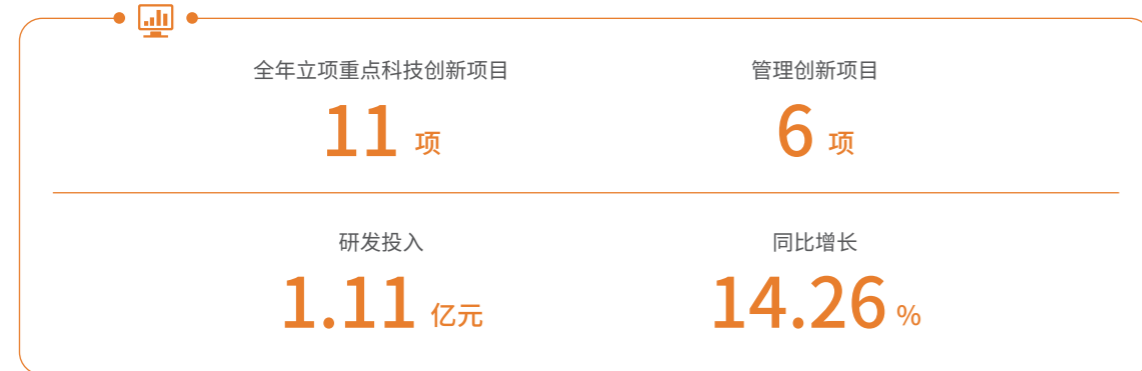 全年立项重点科技创新项目
11 项
管理创新项目
6 项
研发投入
1.11 亿元
同比增长
14.26 %